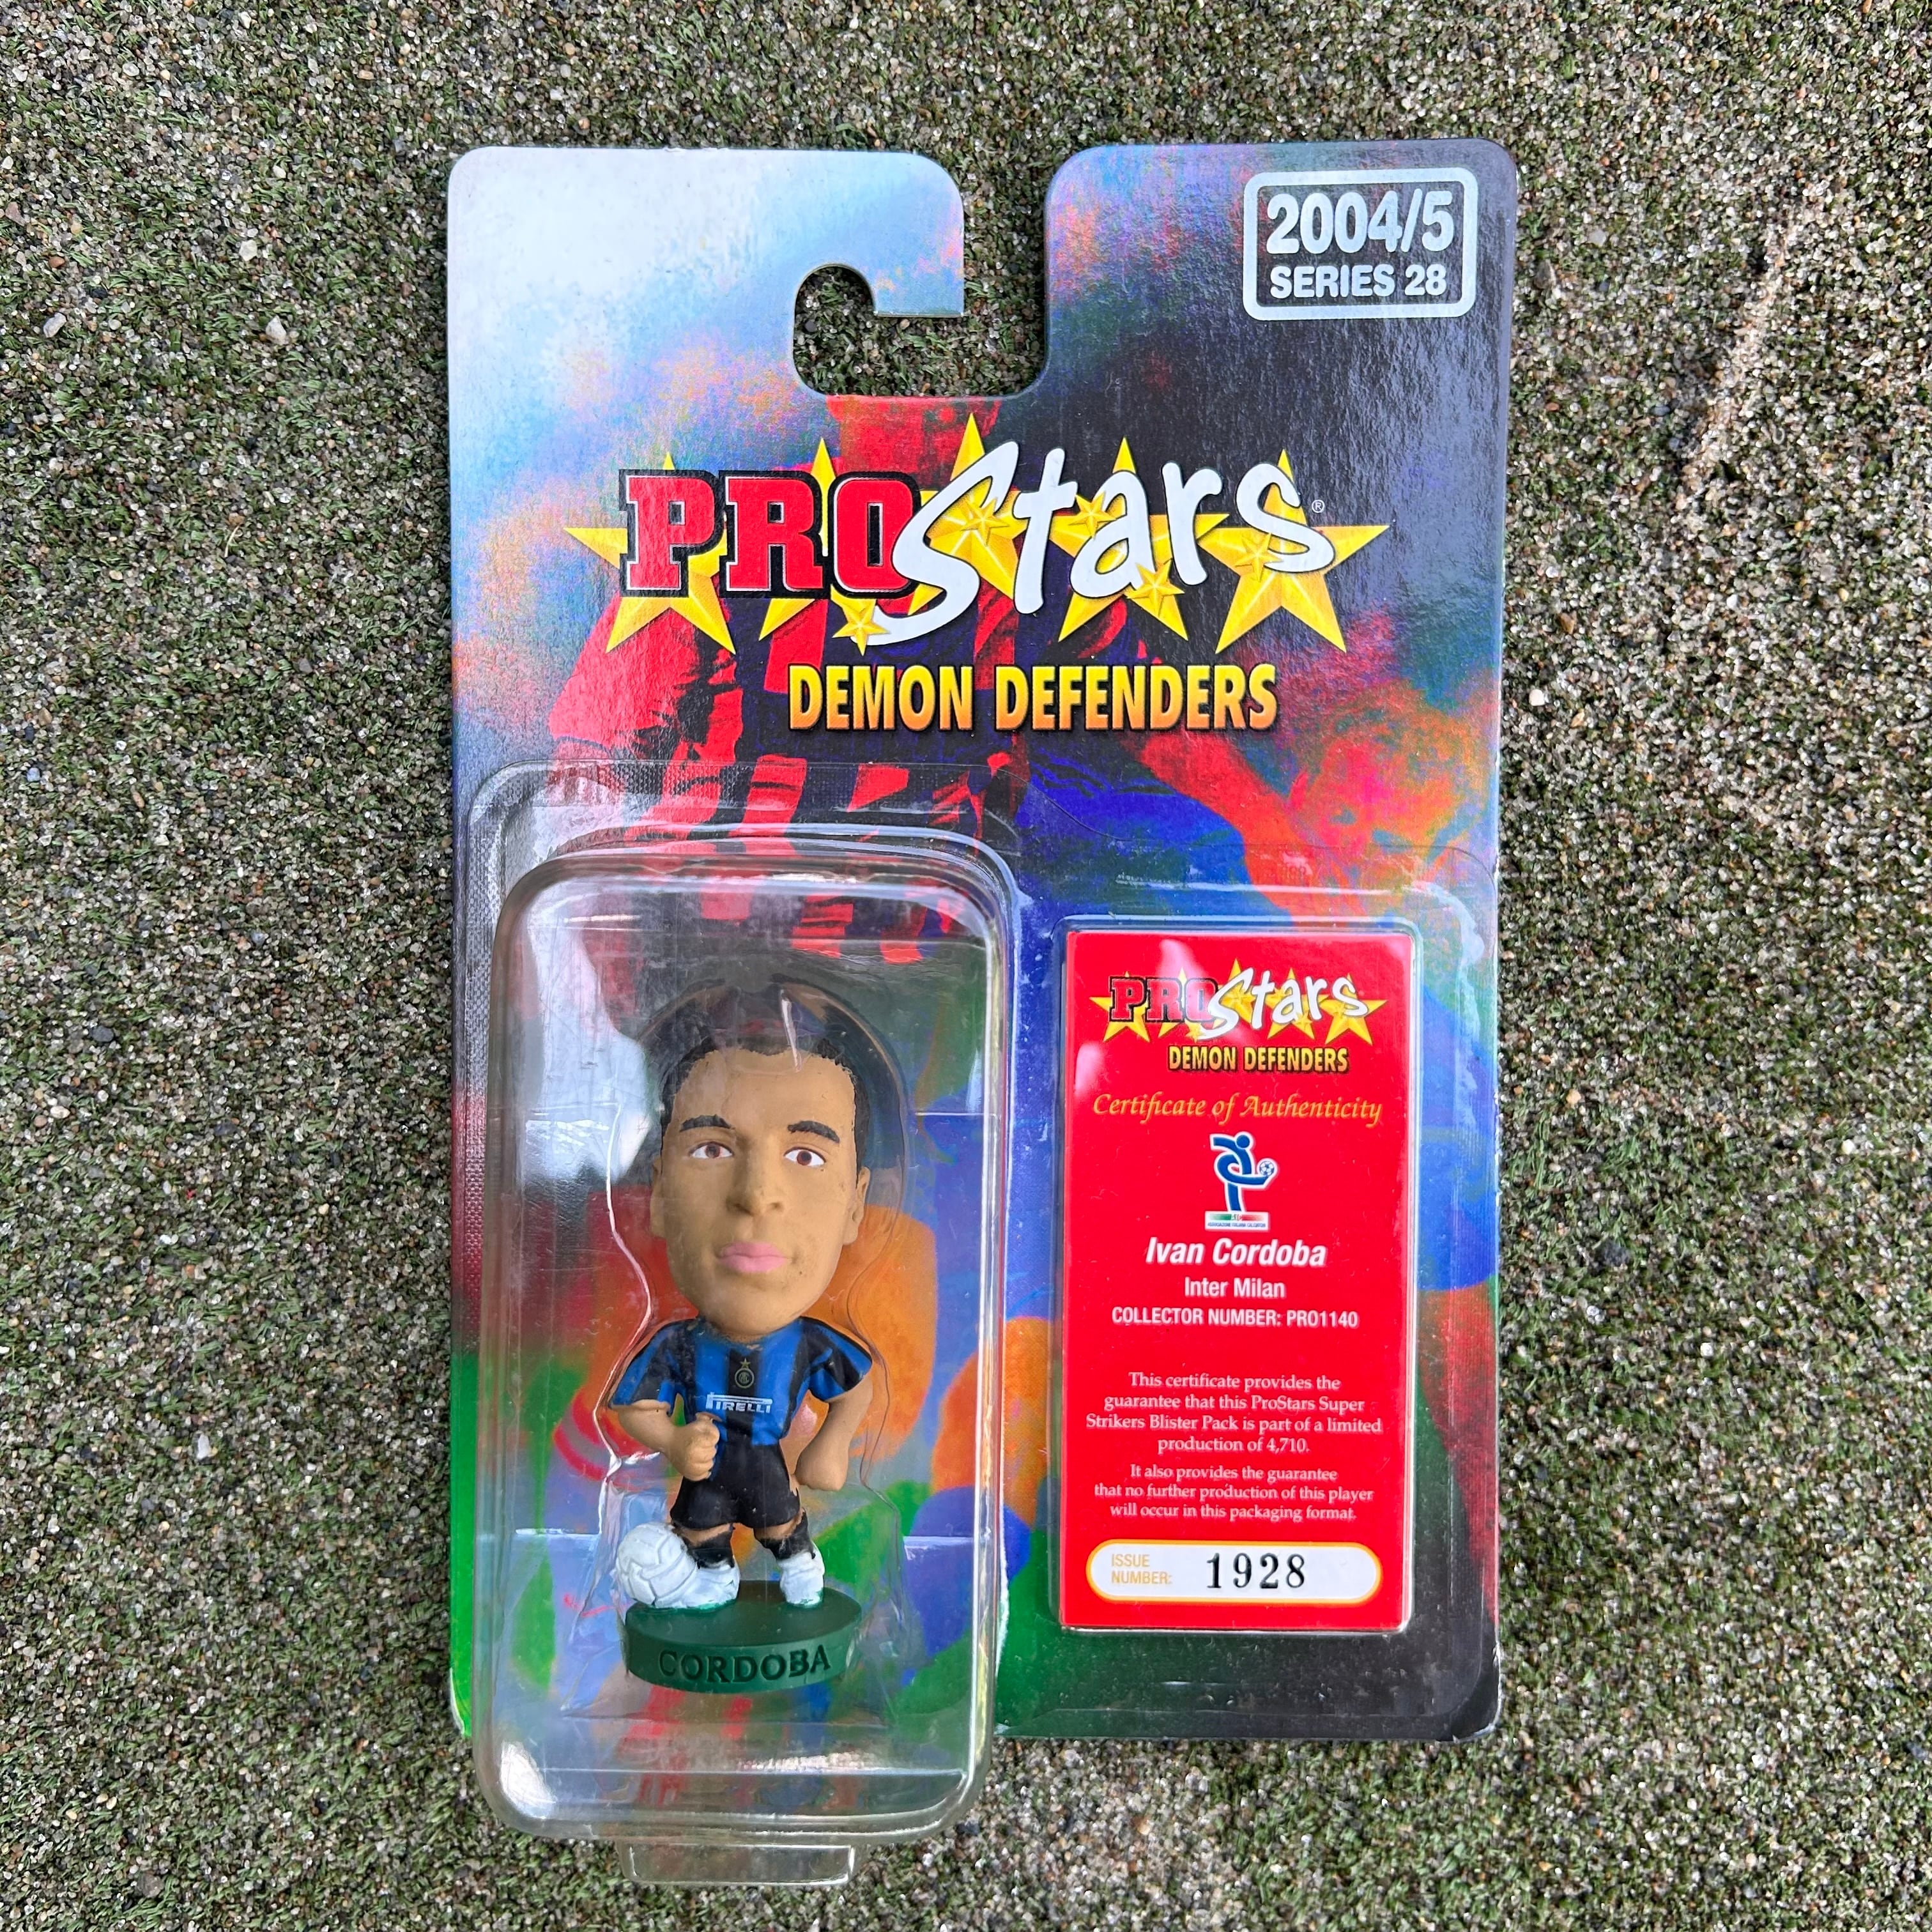 2004/5
SERIES 28
PROStars®
DEMON DEFENDERS
PROStars
DEMON DEFENDERS
Certificate of Authenticity
Ivan Cordoba
Inter Milan
COLLECTOR NUMBER: PRO1140
This certificate provides the
guarantee that this ProStars Super
Strikers Blister Pack is part of a limited
production of 4,710.
It also provides the guarantee
that no further production of this player
will occur in this packaging format.
ISSUE
NUMBER: 1928
PIRELLI
CORDOBA